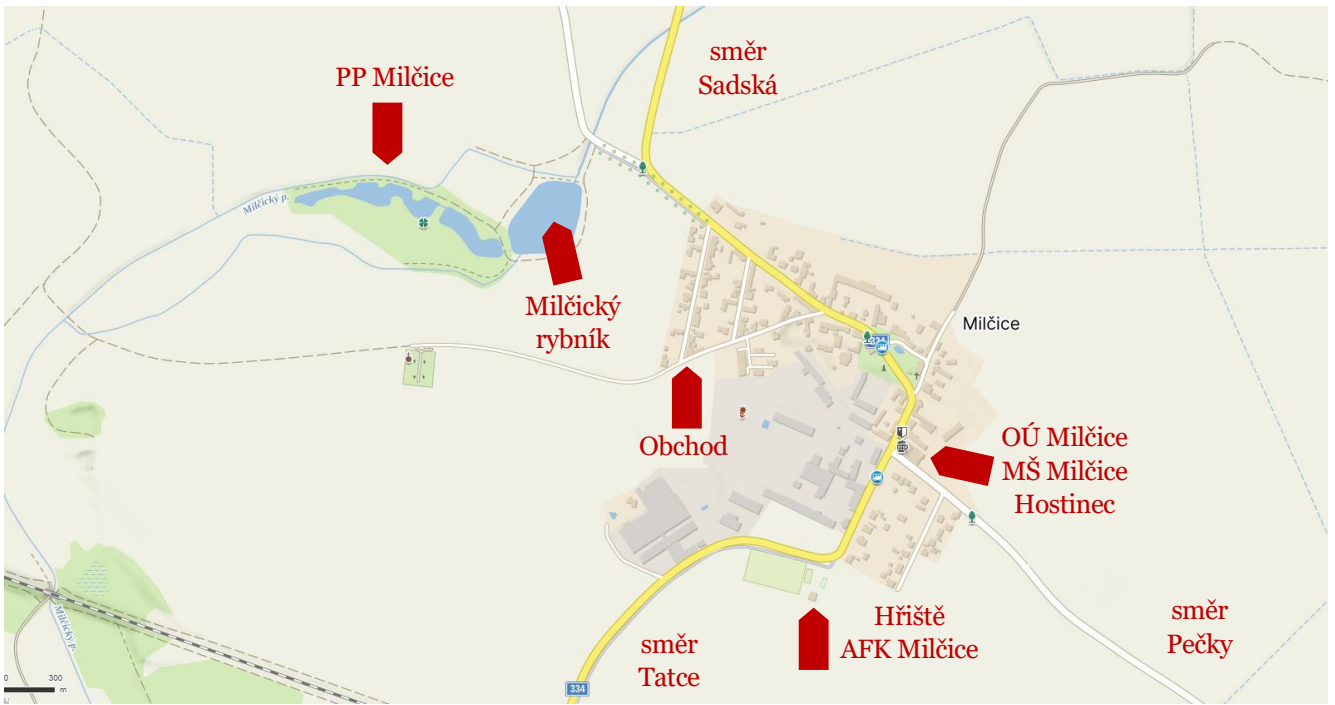 směr
Sadská
PP Milčice
Milčický p.
Milčický
rybník
Milčice
334
Obchod
OÚ Milčice
MŠ Milčice
Hostinec
Hřiště
AFK Milčice
směr
Pečky
směr
Tatce
Milčický p.
0 300
m
334